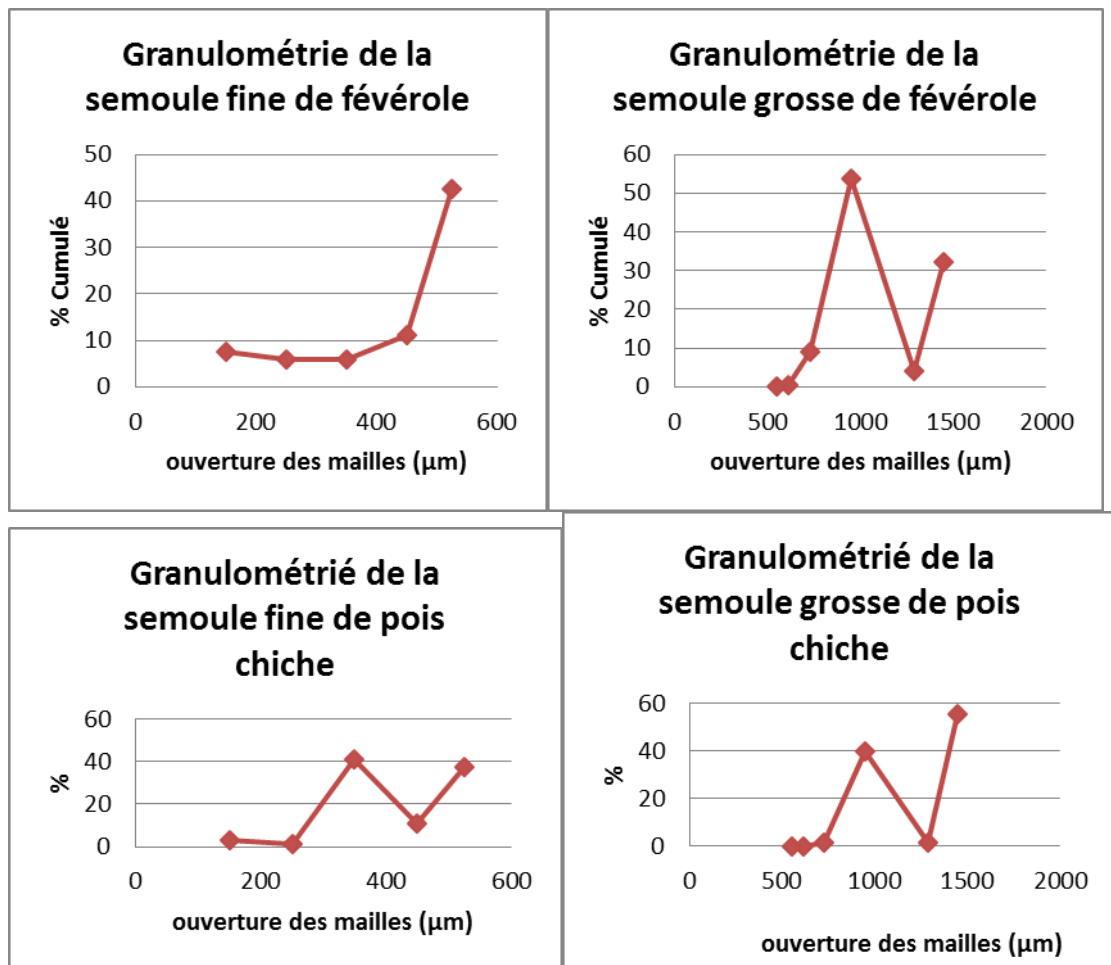 Granulométrie de la
semoule fine de févérole
50
40
30
20
10
0
% Cumulé
0 200 400 600
ouverture des mailles (µm)
Granulométrie de la
semoule grosse de févérole
60
50
40
30
20
10
0
% Cumulé
0 500 1000 1500 2000
ouverture des mailles (µm)
Granulométrié de la
semoule fine de pois
chiche
60
40
20
0
%
0 200 400 600
ouverture des mailles (µm)
Granulométrié de la
semoule grosse de pois
chiche
60
40
20
0
%
0 500 1000 1500 2000
ouverture des mailles (µm)